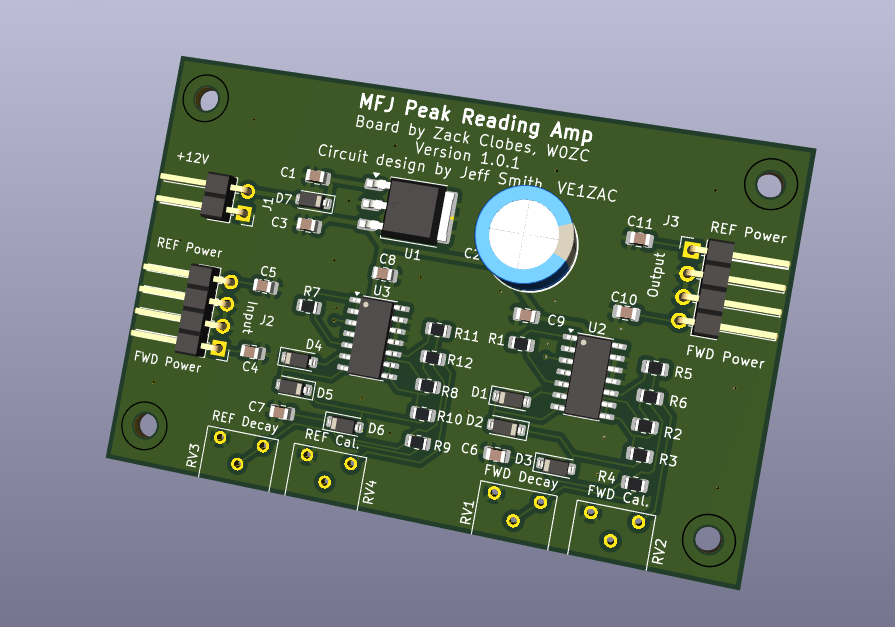 MFJ Peak Reading Amp
Board by Zack Clobes, W0ZC
Version 1.0.1
Circuit design by Jeff Smith, VE1ZAC
+12V
J1
C1
D7
C3
U1
C2
C11
J3
REF Power
Output
FWD Power
C10
REF Power
C5
Input
J2
C4
FWD Power
C8
U3
R7
D4
D5
R11
R12
R8
R10
R9
C7
D6
REF Decay
REF Cal.
RV3
RV4
C9
U2
R1
D1
D2
C6
D3
R5
R6
R2
R3
R4
FWD Decay
FWD Cal.
RV1
RV2